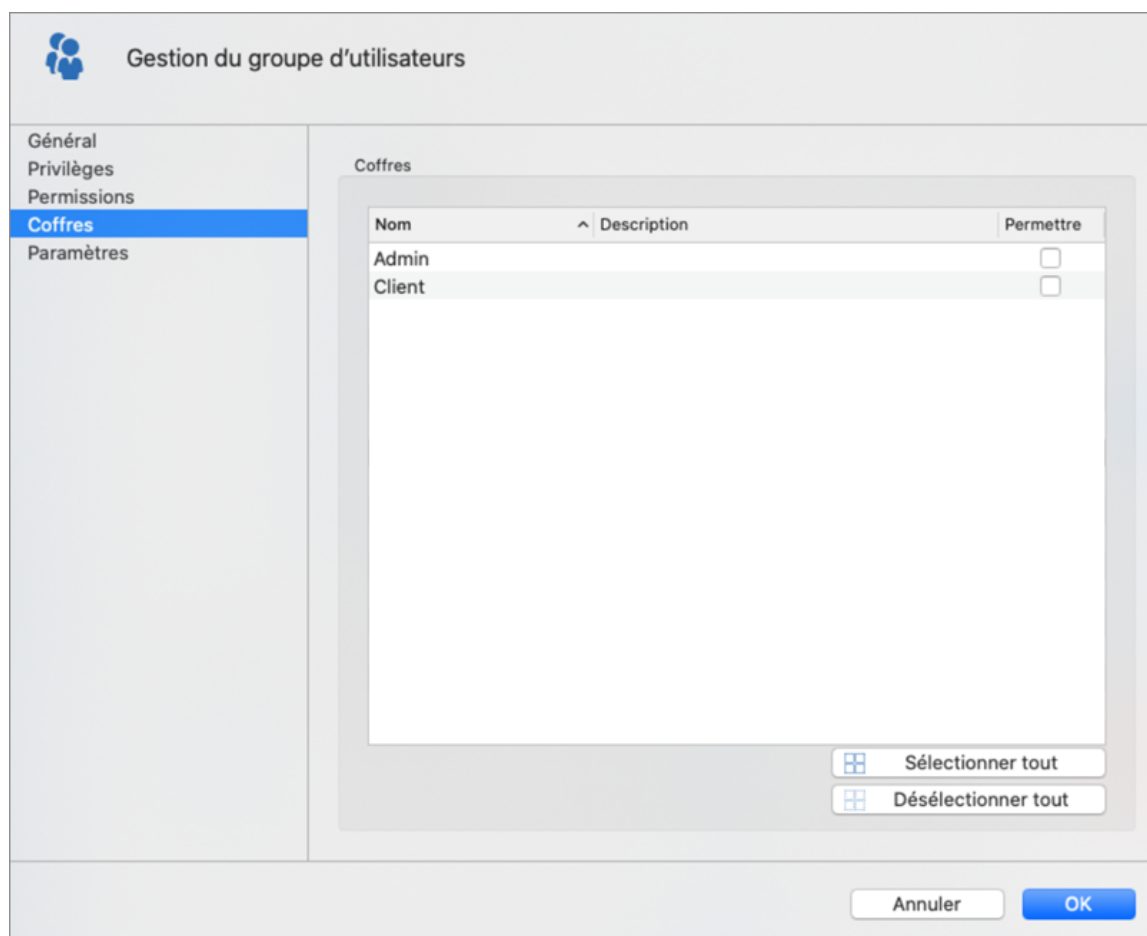 Gestion du groupe d'utilisateurs
Général
Privilèges
Permissions
Coffres
Paramètres
Coffres
Nom Description Permettre
Admin
Client
Sélectionner tout
Désélectionner tout
Annuler OK